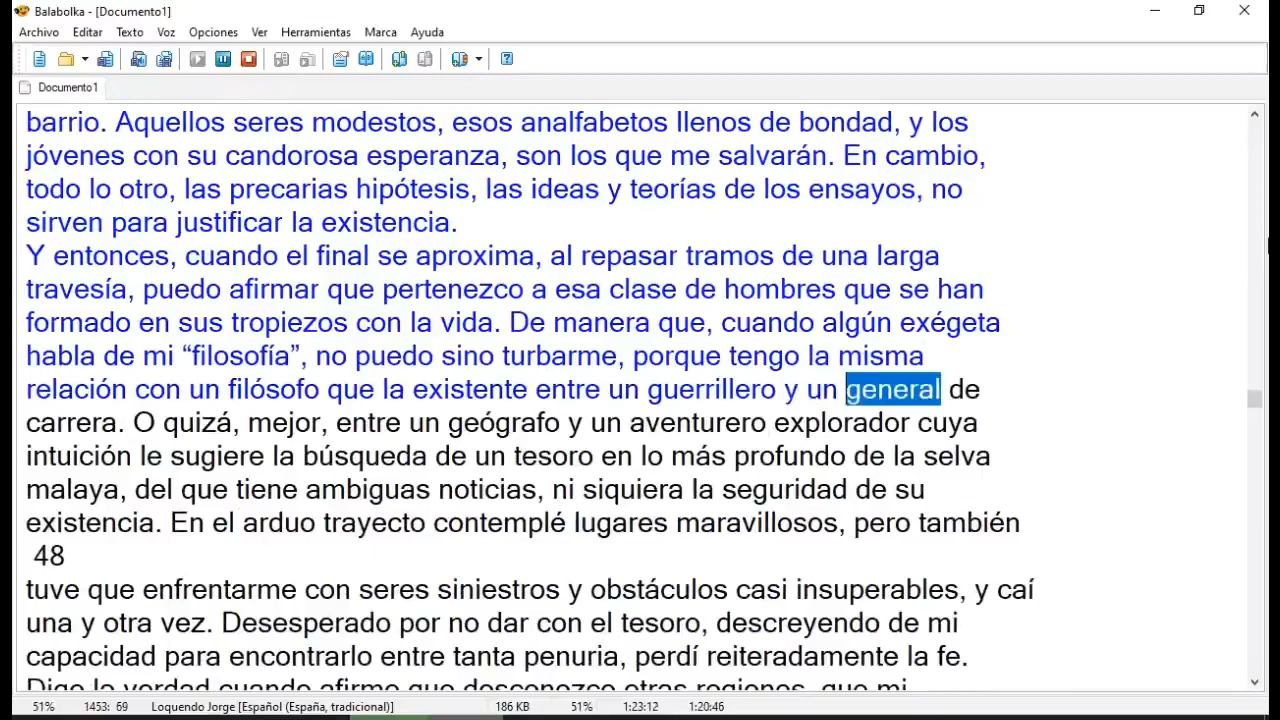 Balabolka - [Documento1]
Archivo Editar Texto Voz Opciones Ver Herramientas Marca Ayuda
Documento1
barrio. Aquellos seres modestos, esos analfabetos llenos de bondad, y los
jóvenes con su candorosa esperanza, son los que me salvarán. En cambio,
todo lo otro, las precarias hipótesis, las ideas y teorías de los ensayos, no
sirven para justificar la existencia.
Y entonces, cuando el final se aproxima, al repasar tramos de una larga
travesía, puedo afirmar que pertenezco a esa clase de hombres que se han
formado en sus tropiezos con la vida. De manera que, cuando algún exégeta
habla de mi “filosofía”, no puedo sino turbarme, porque tengo la misma
relación con un filósofo que la existente entre un guerrillero y un general de
carrera. O quizá, mejor, entre un geógrafo y un aventurero explorador cuya
intuición le sugiere la búsqueda de un tesoro en lo más profundo de la selva
malaya, del que tiene ambiguas noticias, ni siquiera la seguridad de su
existencia. En el arduo trayecto contemplé lugares maravillosos, pero también
48
tuve que enfrentarme con seres siniestros y obstáculos casi insuperables, y caí
una y otra vez. Desesperado por no dar con el tesoro, descreyendo de mi
capacidad para encontrarlo entre tanta penuria, perdí reiteradamente la fe.
Digo la verdad cuando afirmo que desconozco otras regiones, que mi
51% 1453: 69 Loquendo Jorge [Español (España, tradicional)] 186 KB 51% 1:23:12 1:20:46